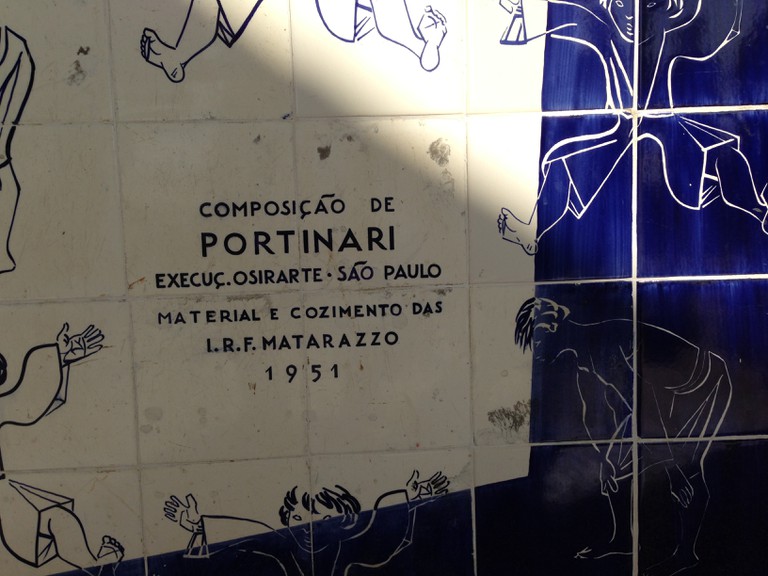 COMPOSIÇÃO DE
PORTINARI
EXECUÇ. OSIRARTE · SÃO PAULO
MATERIAL E COZIMENTO DAS
I.R.F. MATARAZZO
1951